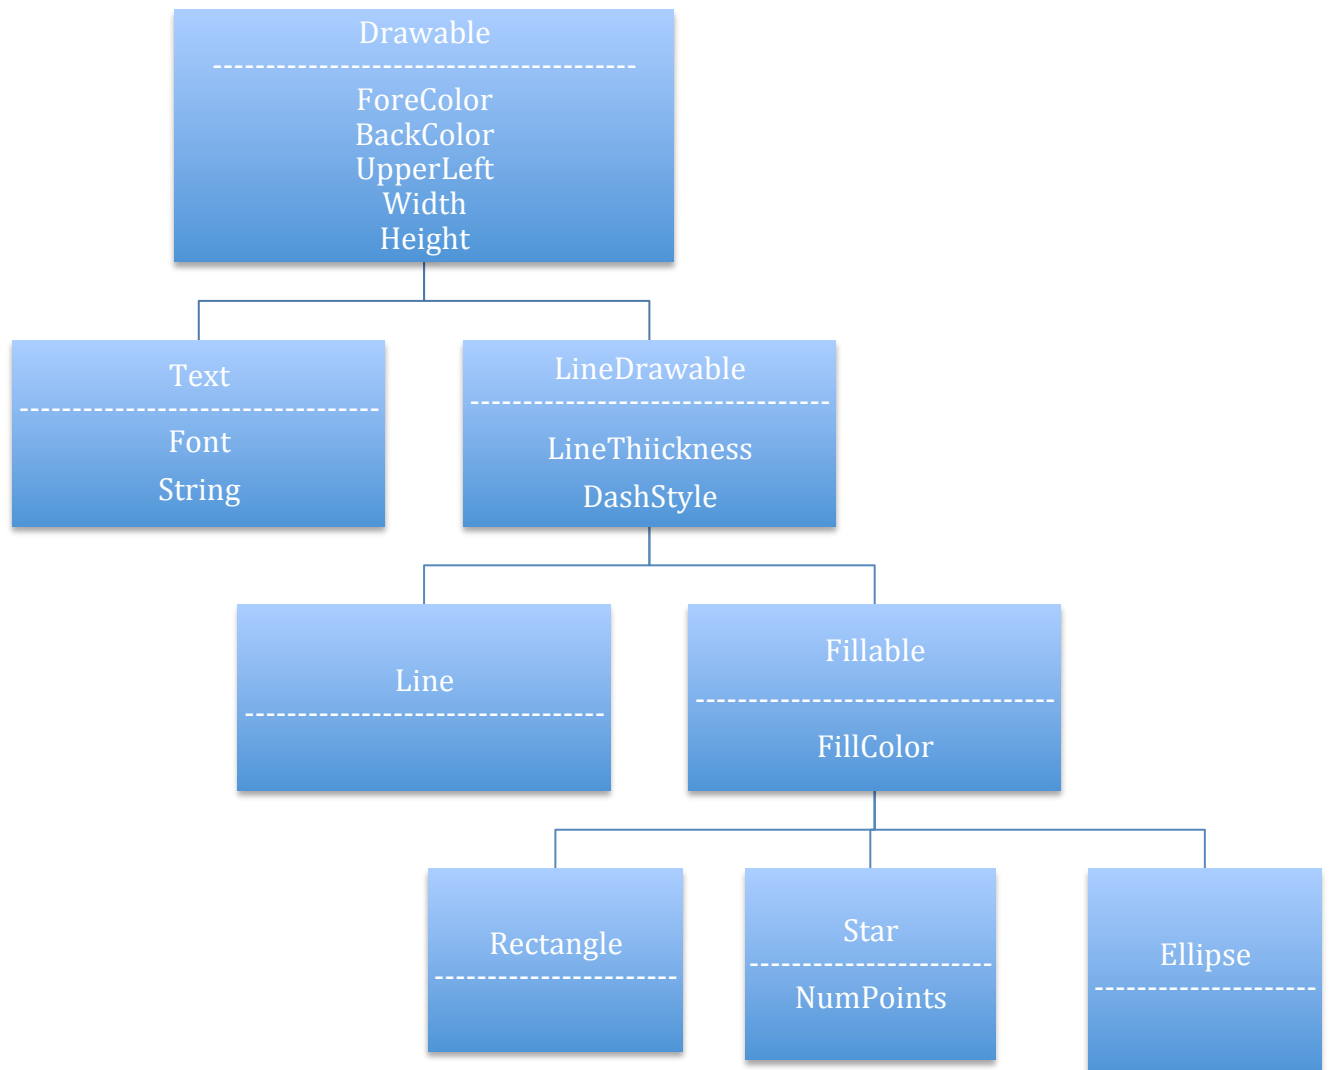 Drawable
---------------------------------------
ForeColor
BackColor
UpperLeft
Width
Height
Text
----------------------------------
Font
String
LineDrawable
----------------------------------
LineThiickness
DashStyle
Line
----------------------------------
Fillable
----------------------------------
FillColor
Rectangle
----------------------
Star
----------------------
NumPoints
Ellipse
--------------------